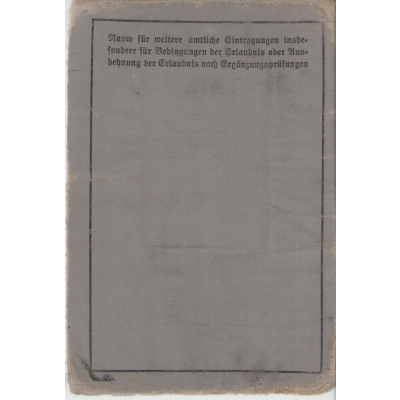 Raum für weitere amtliche Eintragungen insbe-
sondere für Bedingungen der Erlaubnis oder Aus-
dehnung der Erlaubnis nach Ergänzungsprüfungen